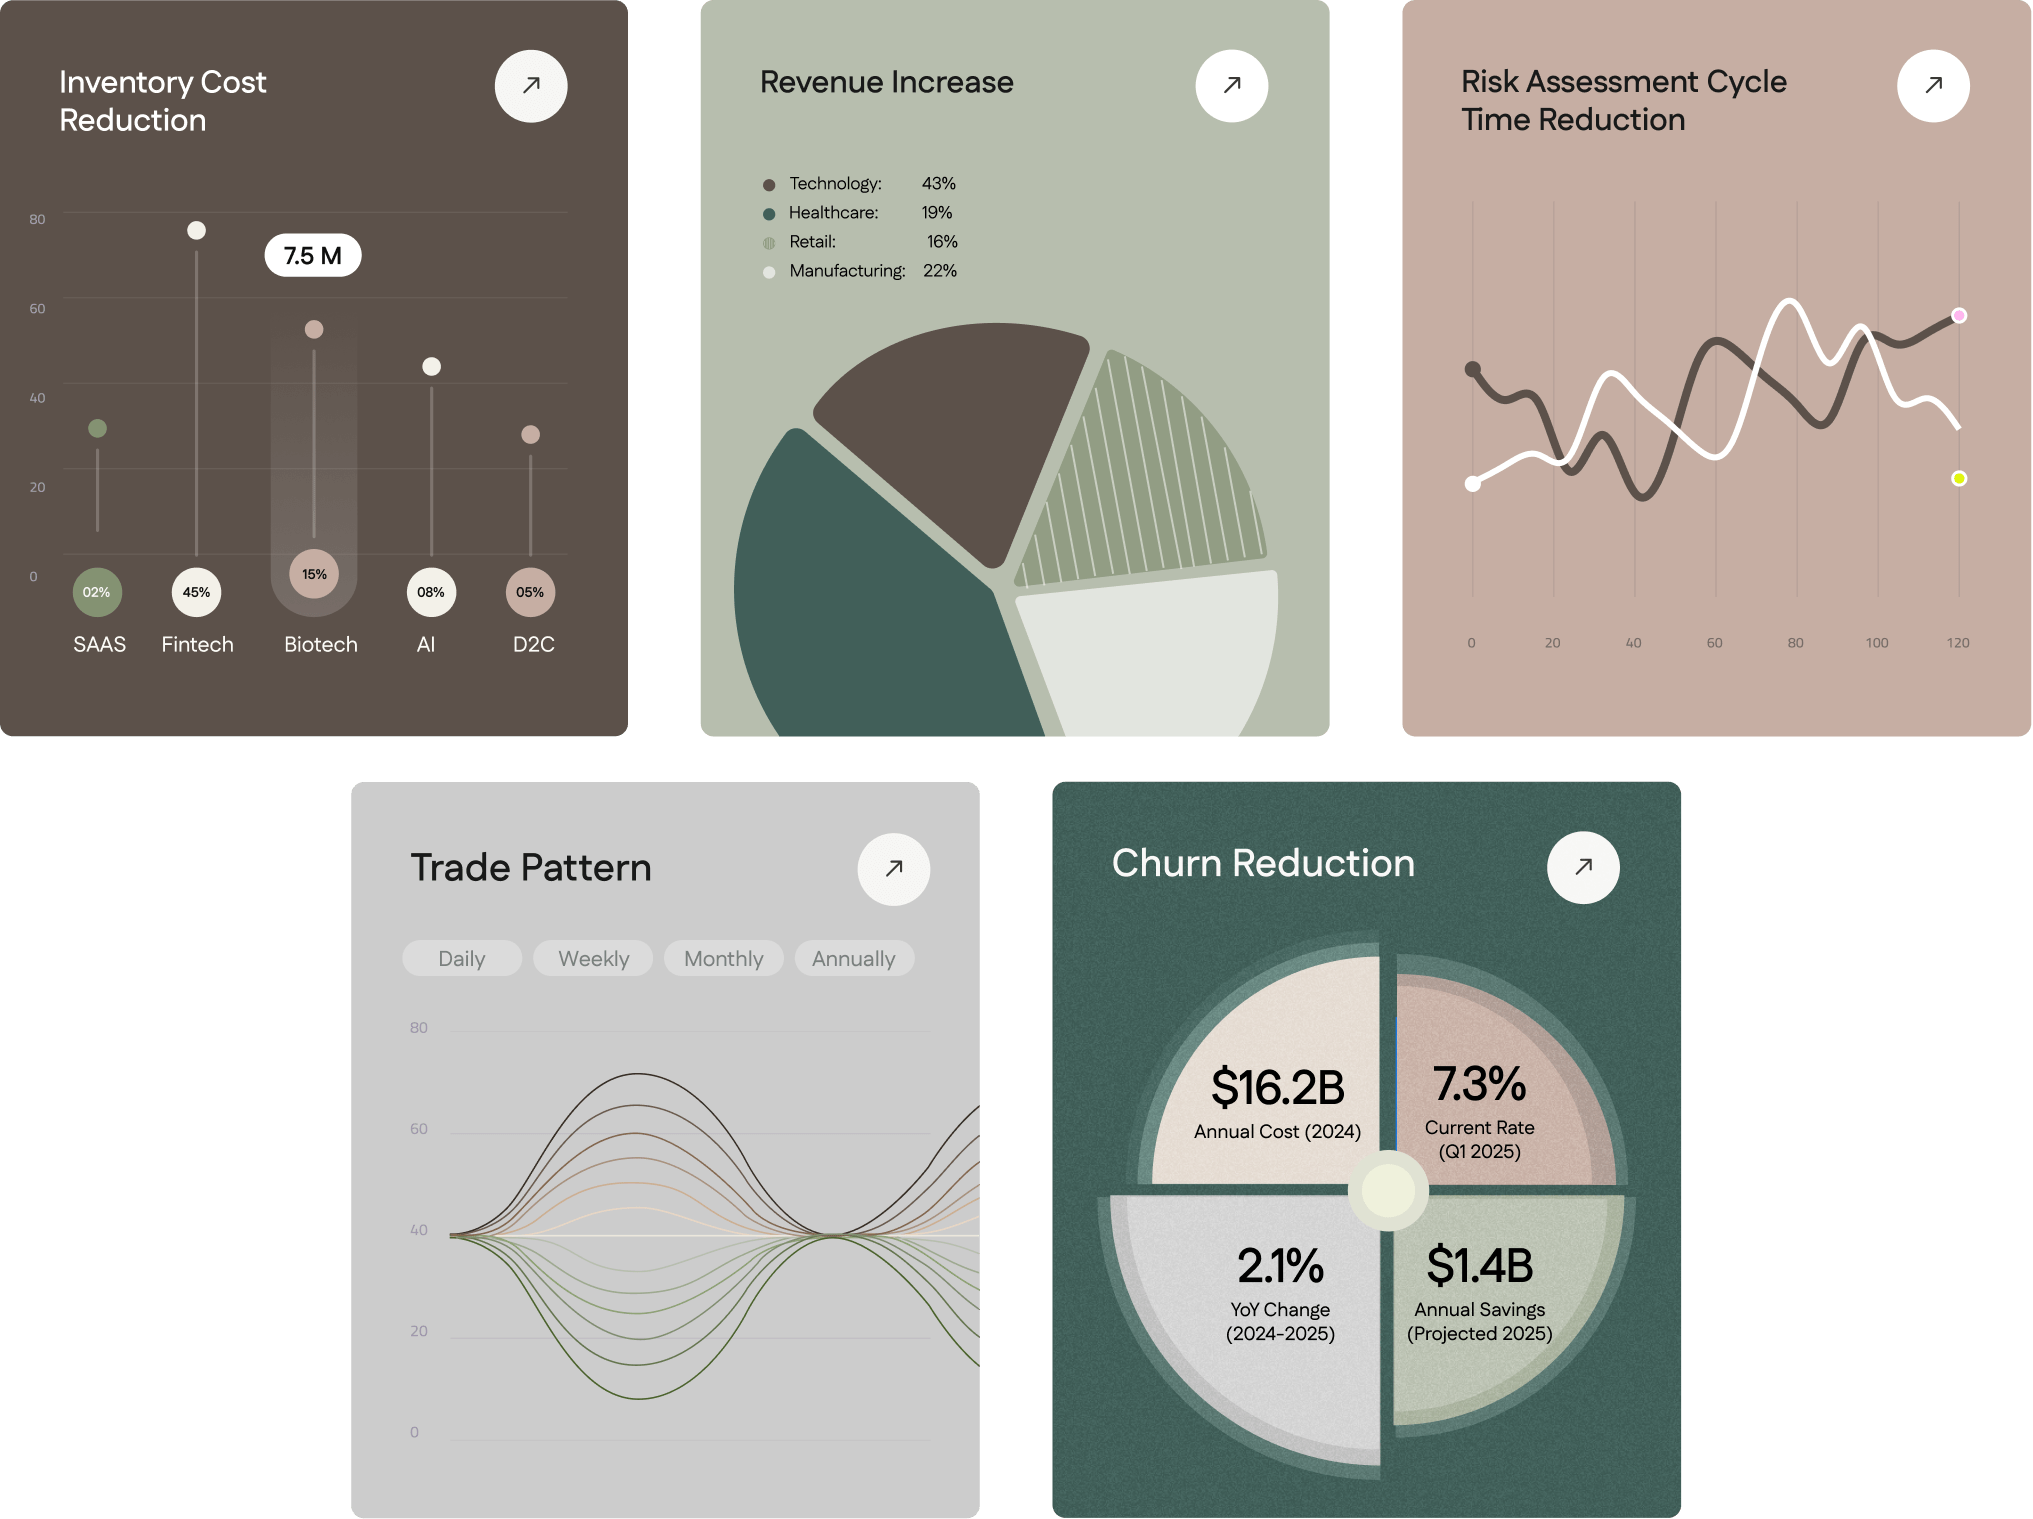 Inventory Cost
Reduction
80
7.5 M
60
40
20
0
02%
45%
15%
08%
05%
SAAS
Fintech
Biotech
AI
D2C
Revenue Increase
Technology: 43%
Healthcare: 19%
Retail: 16%
Manufacturing: 22%
Risk Assessment Cycle
Time Reduction
0 20 40 60 80 100 120
Trade Pattern
Daily
Weekly
Monthly
Annually
80
60
40
20
0
Churn Reduction
$16.2B
Annual Cost (2024)
7.3%
Current Rate
(Q1 2025)
2.1%
YoY Change
(2024-2025)
$1.4B
Annual Savings
(Projected 2025)